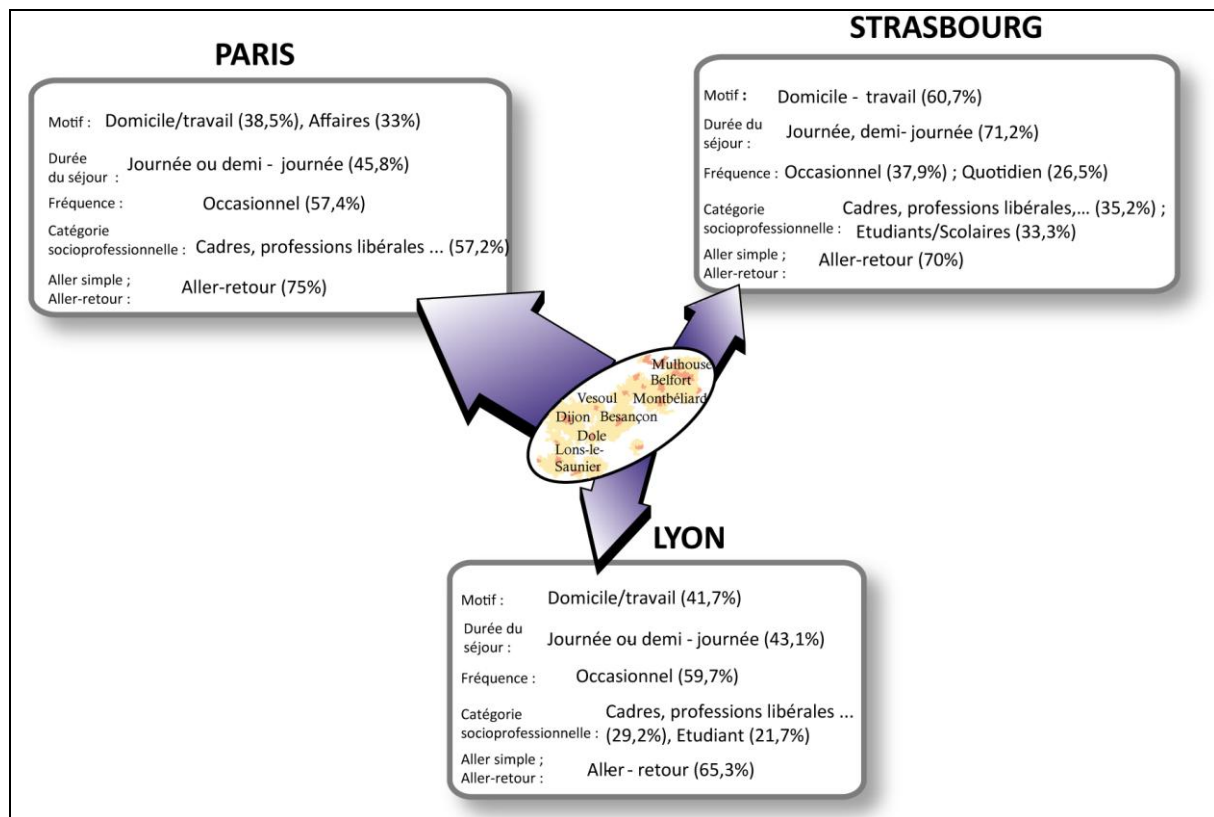 PARIS
Motif : Domicile/travail (38,5%), Affaires (33%)
Durée
du séjour : Journée ou demi - journée (45,8%)
Fréquence : Occasionnel (57,4%)
Catégorie
socioprofessionnelle : Cadres, professions libérales ... (57,2%)
Aller simple ;
Aller-retour : Aller-retour (75%)
STRASBOURG
Motif : Domicile - travail (60,7%)
Durée du
séjour : Journée, demi- journée (71,2%)
Fréquence : Occasionnel (37,9%) ; Quotidien (26,5%)
Catégorie Cadres, professions libérales,... (35,2%) ;
socioprofessionnelle : Etudiants/Scolaires (33,3%)
Aller simple ;
Aller-retour : Aller-retour (70%)
Mulhouse
Belfort
Vesoul Montbéliard
Dijon Besançon
Dole
Lons-le-
Saunier
LYON
Motif : Domicile/travail (41,7%)
Durée du
séjour : Journée ou demi - journée (43,1%)
Fréquence : Occasionnel (59,7%)
Catégorie Cadres, professions libérales ...
socioprofessionnelle : (29,2%), Etudiant (21,7%)
Aller simple ;
Aller-retour : Aller- retour (65,3%)